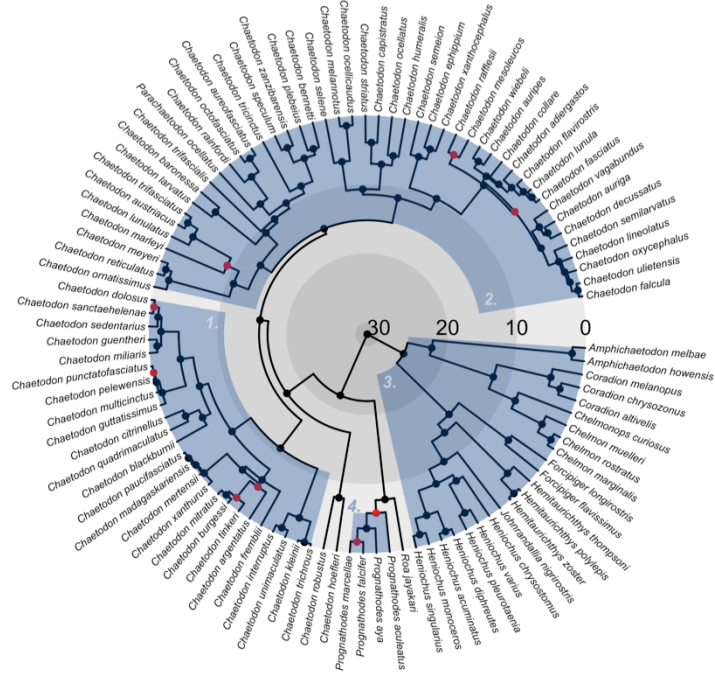 Chaetodon ornatissimus
Chaetodon reticulatus
Chaetodon meyeri
Chaetodon marleyi
Chaetodon lunulatus
Chaetodon austriacus
Chaetodon trifasciatus
Chaetodon larvatus
Chaetodon baronessa
Chaetodon trifascialis
Parachaetodon ocellatus
Chaetodon rainfordi
Chaetodon octofasciatus
Chaetodon aureofasciatus
Chaetodon tricinctus
Chaetodon speculum
Chaetodon zanzibarensis
Chaetodon plebeius
Chaetodon bennetti
Chaetodon selene
Chaetodon melannotus
Chaetodon ocellicaudus
Chaetodon striatus
Chaetodon capistratus
Chaetodon ocellatus
Chaetodon humeralis
Chaetodon semeion
Chaetodon ephippium
Chaetodon xanthocephalus
Chaetodon rafflesii
Chaetodon mesoleucos
Chaetodon wiebeli
Chaetodon auripes
Chaetodon collare
Chaetodon adiergastos
Chaetodon flavirostris
Chaetodon lunula
Chaetodon fasciatus
Chaetodon vagabundus
Chaetodon auriga
Chaetodon decussatus
Chaetodon semilarvatus
Chaetodon lineolatus
Chaetodon oxycephalus
Chaetodon ulietensis
Chaetodon falcula
2.
1.
30 20 10 0
3.
4.
Amphichaetodon melbae
Amphichaetodon howensis
Coradion melanopus
Coradion chrysozonus
Coradion altivelis
Chelmonops curiosus
Chelmon muelleri
Chelmon rostratus
Chelmon marginalis
Forcipiger longirostris
Forcipiger flavissimus
Hemitaurichthys thompsoni
Hemitaurichthys polylepis
Hemitaurichthys zoster
Johnrandallia nigrirostris
Heniochus chrysostomus
Heniochus varius
Heniochus pleurotaenia
Heniochus acuminatus
Heniochus diphreutes
Heniochus monoceros
Heniochus singularius
Roa jayakari
Prognathodes aculeatus
Prognathodes aya
Prognathodes falcifer
Prognathodes marcellae
Chaetodon hoefleri
Chaetodon robustus
Chaetodon trichrous
Chaetodon kleinii
Chaetodon unimaculatus
Chaetodon interruptus
Chaetodon fremblii
Chaetodon argentatus
Chaetodon tinkeri
Chaetodon burgessi
Chaetodon mitratus
Chaetodon xanthurus
Chaetodon mertensii
Chaetodon madagaskariensis
Chaetodon paucifasciatus
Chaetodon blackburnii
Chaetodon quadrimaculatus
Chaetodon citrinellus
Chaetodon guttatissimus
Chaetodon multicinctus
Chaetodon pelewensis
Chaetodon punctatofasciatus
Chaetodon miliaris
Chaetodon guentheri
Chaetodon sedentarius
Chaetodon sanctaehelenae
Chaetodon dolosus